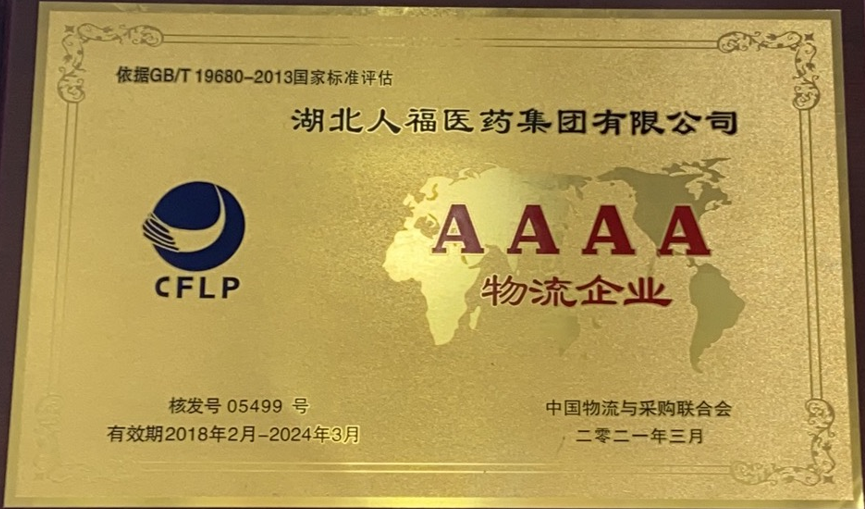 依据GB/T 19680-2013国家标准评估
湖北人福医药集团有限公司
AAAA
物流企业
CFLP
核发号 05499 号
有效期2018年2月-2024年3月
中国物流与采购联合会
二零二一年三月